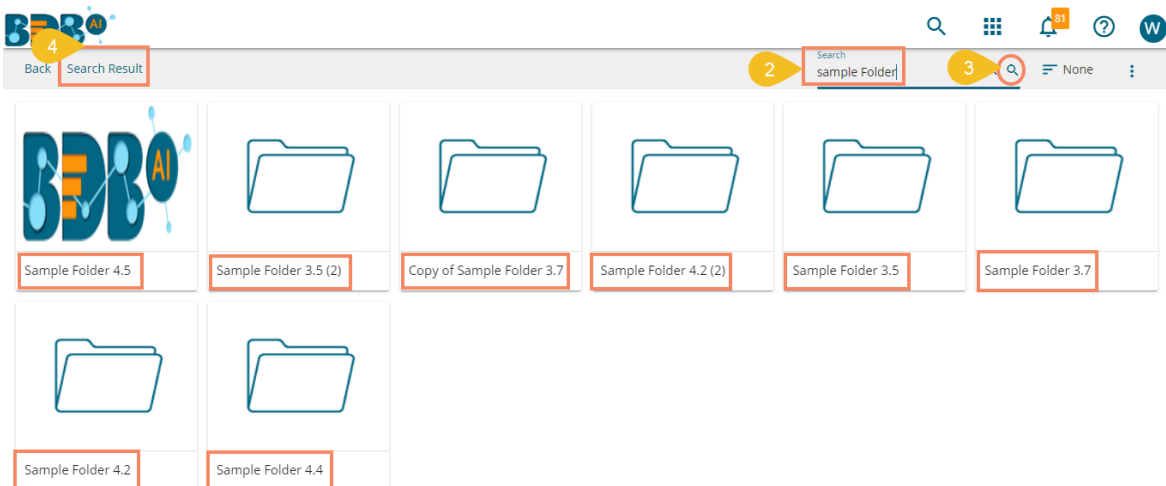 BDB AI
81
W
4
Back Search Result
2
Search
sample Folder
3
None
BDB AI
Sample Folder 4.5
Sample Folder 3.5 (2)
Copy of Sample Folder 3.7
Sample Folder 4.2 (2)
Sample Folder 3.5
Sample Folder 3.7
Sample Folder 4.2
Sample Folder 4.4